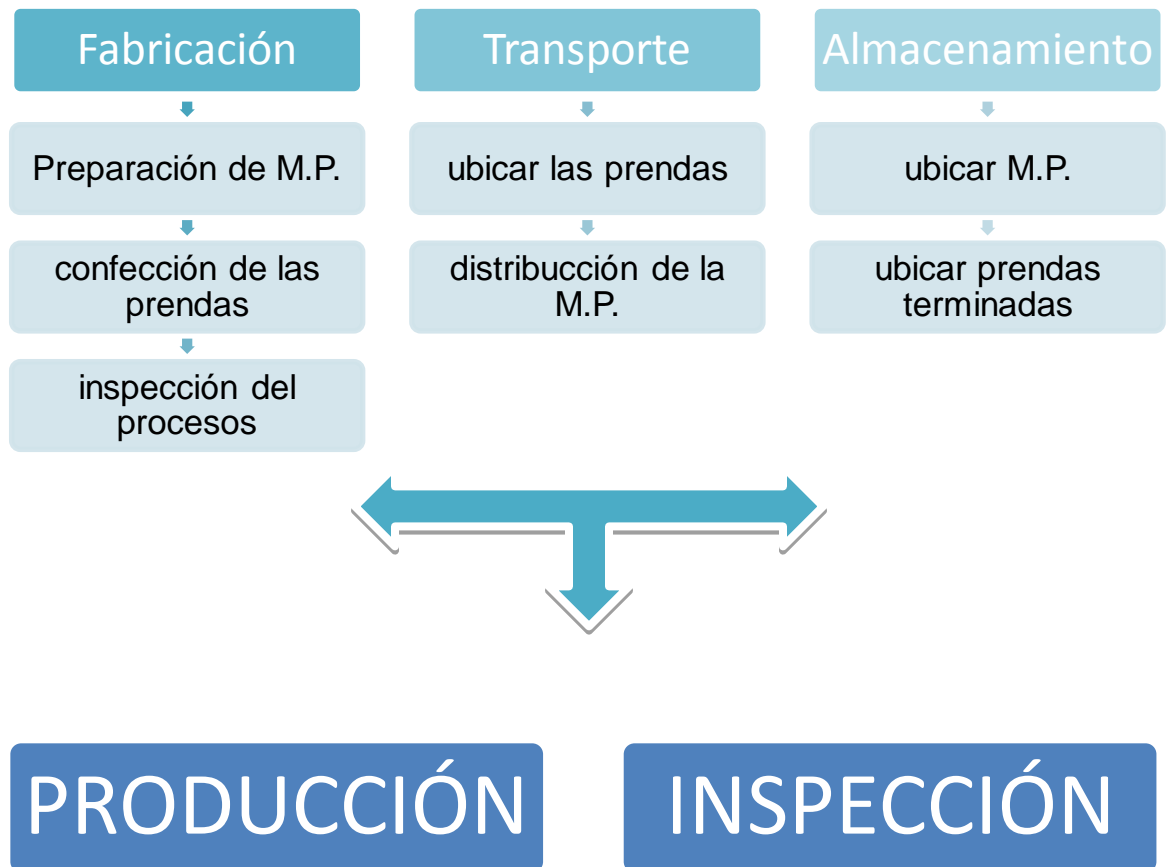 Fabricación
Preparación de M.P.
confección de las
prendas
inspección del
procesos
Transporte
ubicar las prendas
distribucción de la
M.P.
Almacenamiento
ubicar M.P.
ubicar prendas
terminadas
PRODUCCIÓN
INSPECCIÓN